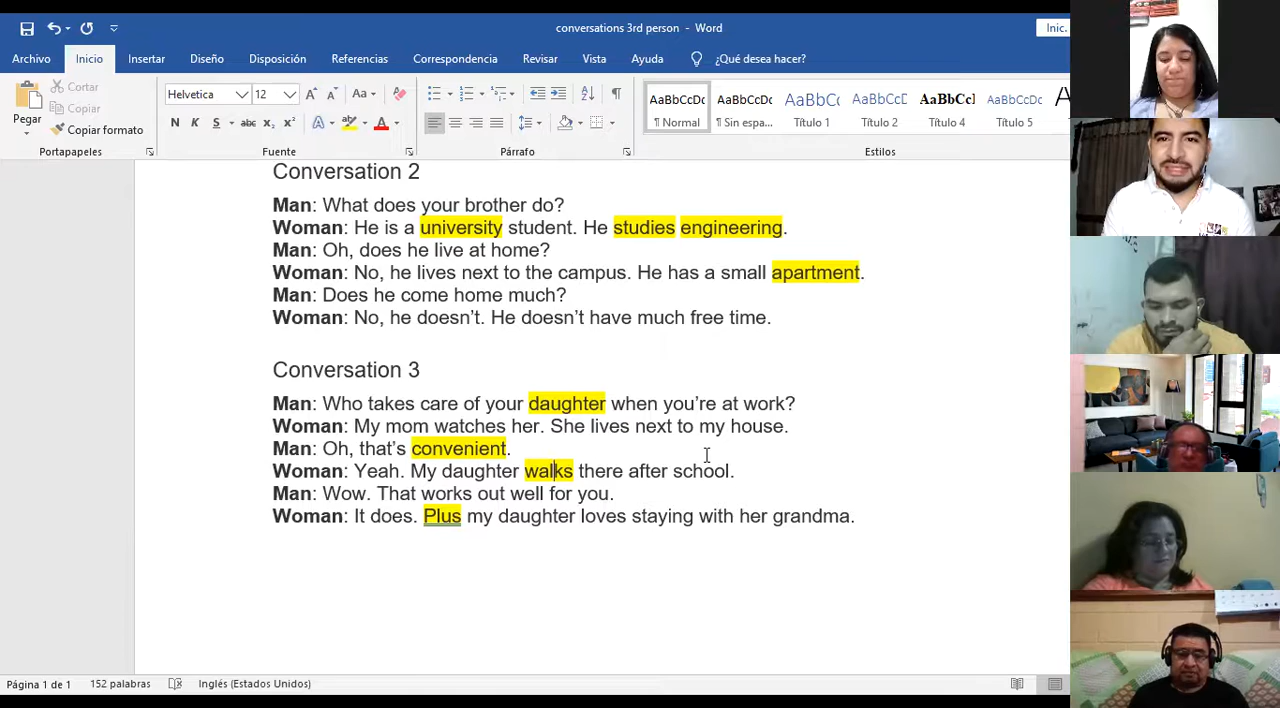 conversations 3rd person - Word
Inic.
Archivo Inicio Insertar Diseño Disposición Referencias Correspondencia Revisar Vista Ayuda ¿Qué desea hacer?
Pegar
Cortar
Copiar
Copiar formato
Portapapeles
Helvetica 12
N K S abc x₂ x²
Fuente
Párrafo
AaBbCcDc
¶ Normal
AaBbCcDc
¶ Sin espa...
AaBbC
Título 1
AaBbCcD
Título 2
AaBbCcI
Título 4
AaBbCcDc
Título 5
Estilos
Conversation 2
Man: What does your brother do?
Woman: He is a university student. He studies engineering.
Man: Oh, does he live at home?
Woman: No, he lives next to the campus. He has a small apartment.
Man: Does he come home much?
Woman: No, he doesn’t. He doesn’t have much free time.
Conversation 3
Man: Who takes care of your daughter when you’re at work?
Woman: My mom watches her. She lives next to my house.
Man: Oh, that’s convenient.
Woman: Yeah. My daughter walks there after school.
Man: Wow. That works out well for you.
Woman: It does. Plus my daughter loves staying with her grandma.
Página 1 de 1 152 palabras Inglés (Estados Unidos)